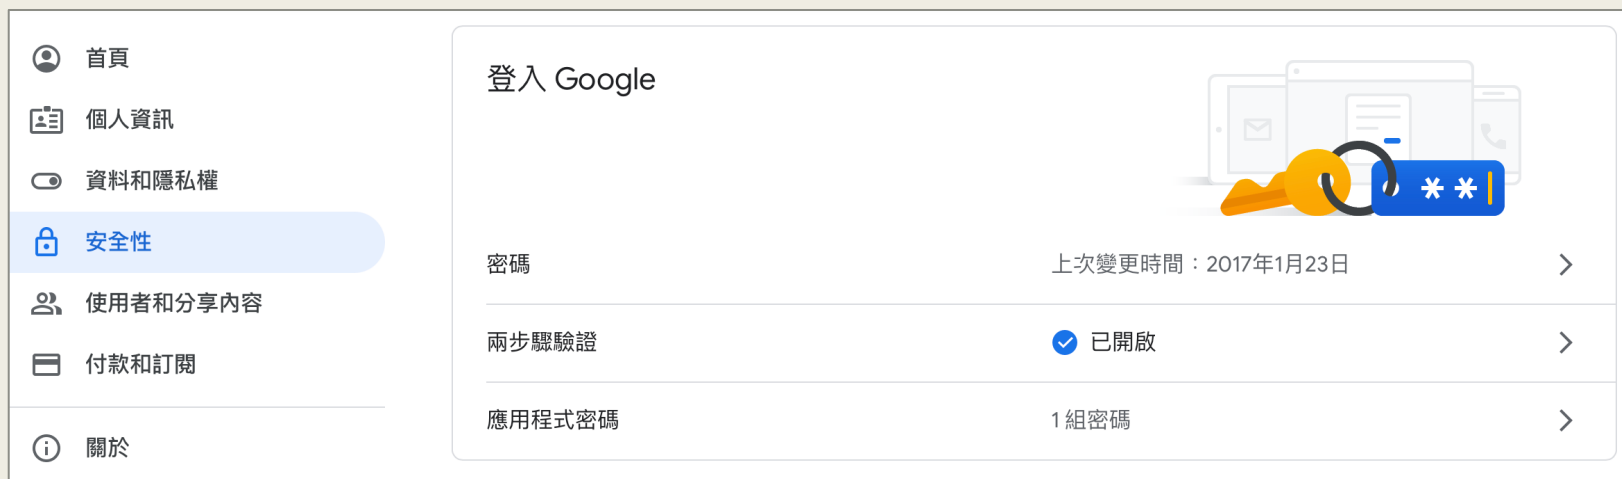 首頁
個人資訊
資料和隱私權
安全性
使用者和分享內容
付款和訂閱
關於
登入 Google
**
密碼 上次變更時間：2017年1月23日
兩步驟驗證 已開啟
應用程式密碼 1 組密碼